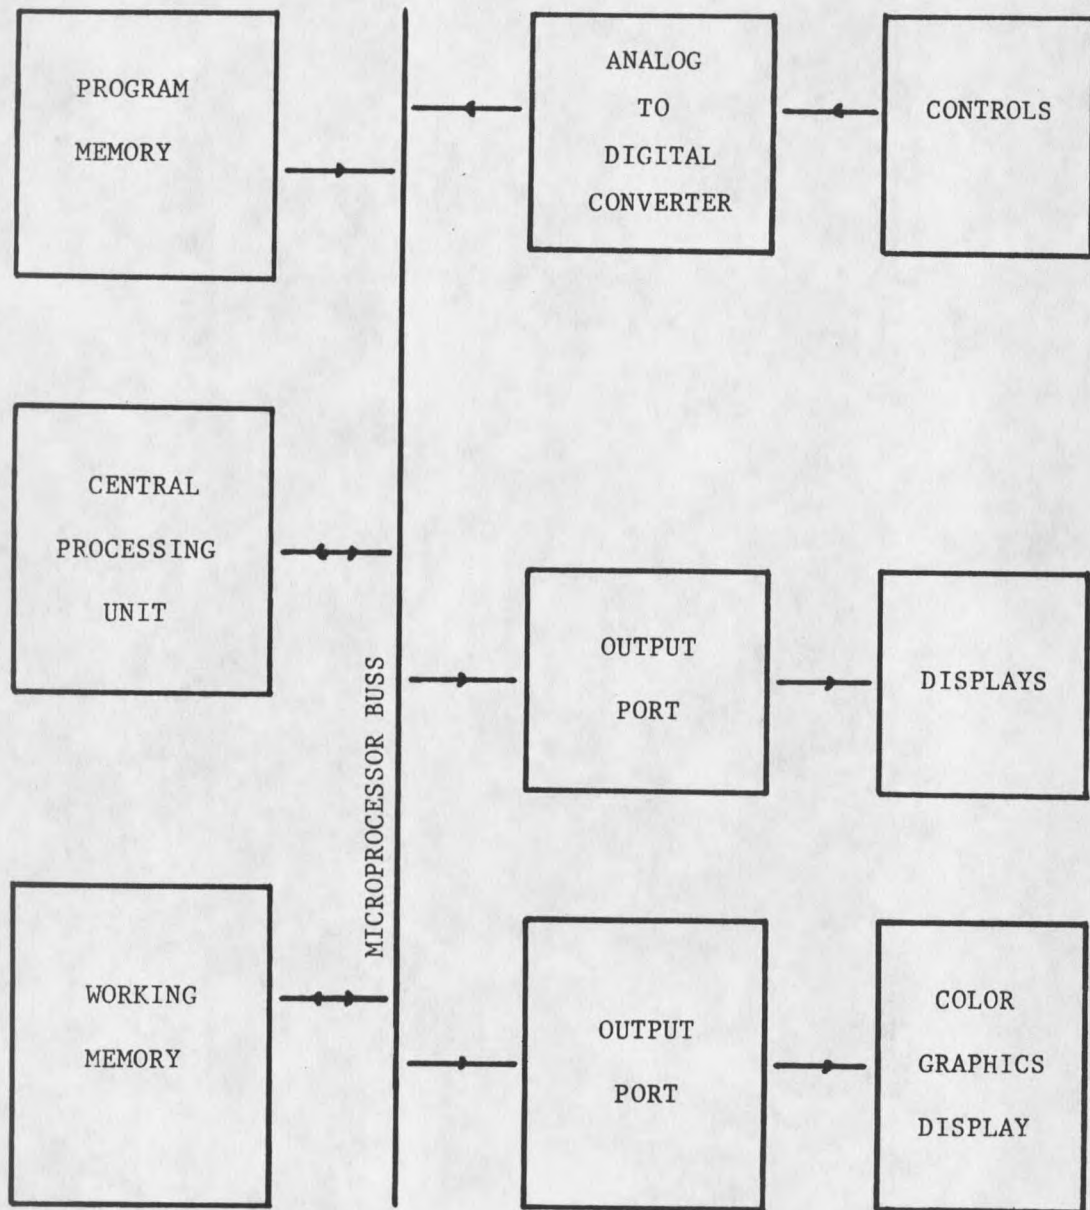 PROGRAM
MEMORY
ANALOG
TO
DIGITAL
CONVERTER
CONTROLS
CENTRAL
PROCESSING
UNIT
MICROPROCESSOR BUSS
OUTPUT
PORT
DISPLAYS
WORKING
MEMORY
OUTPUT
PORT
COLOR
GRAPHICS
DISPLAY